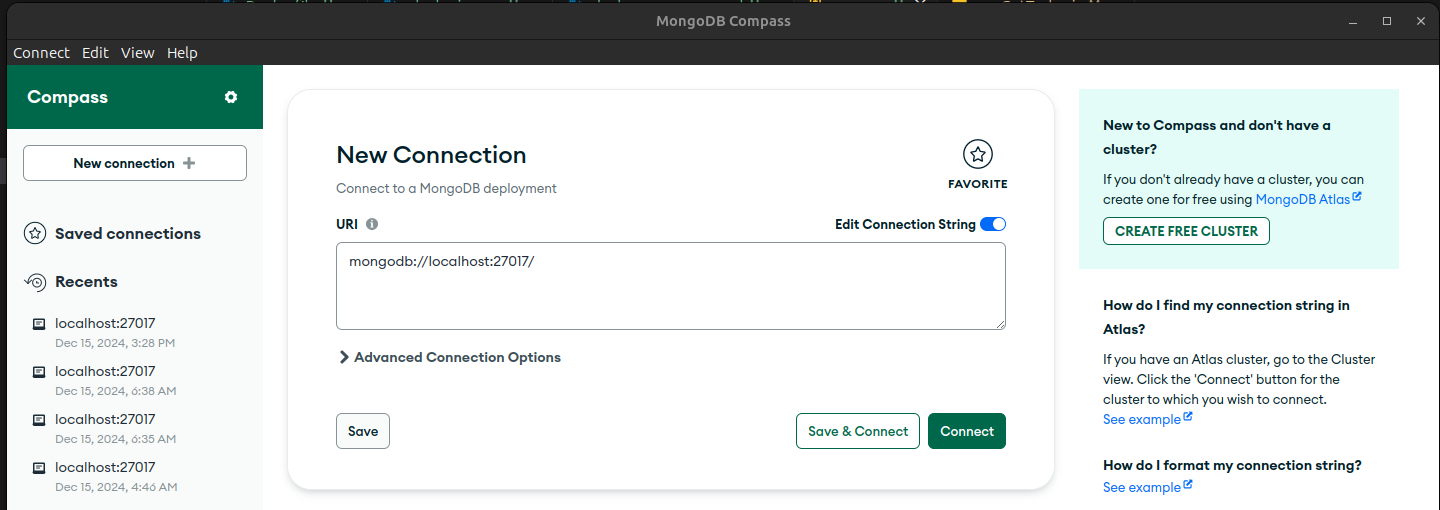 MongoDB Compass
Connect Edit View Help
Compass
New connection
Saved connections
Recents
localhost:27017
Dec 15, 2024, 3:28 PM
localhost:27017
Dec 15, 2024, 6:38 AM
localhost:27017
Dec 15, 2024, 6:35 AM
localhost:27017
Dec 15, 2024, 4:46 AM
New Connection
Connect to a MongoDB deployment
FAVORITE
URI
Edit Connection String
mongodb://localhost:27017/
Advanced Connection Options
Save
Save & Connect
Connect
New to Compass and don't have a
cluster?
If you don't already have a cluster, you can
create one for free using MongoDB Atlas
CREATE FREE CLUSTER
How do I find my connection string in
Atlas?
If you have an Atlas cluster, go to the Cluster
view. Click the 'Connect' button for the
cluster to which you wish to connect.
See example
How do I format my connection string?
See example